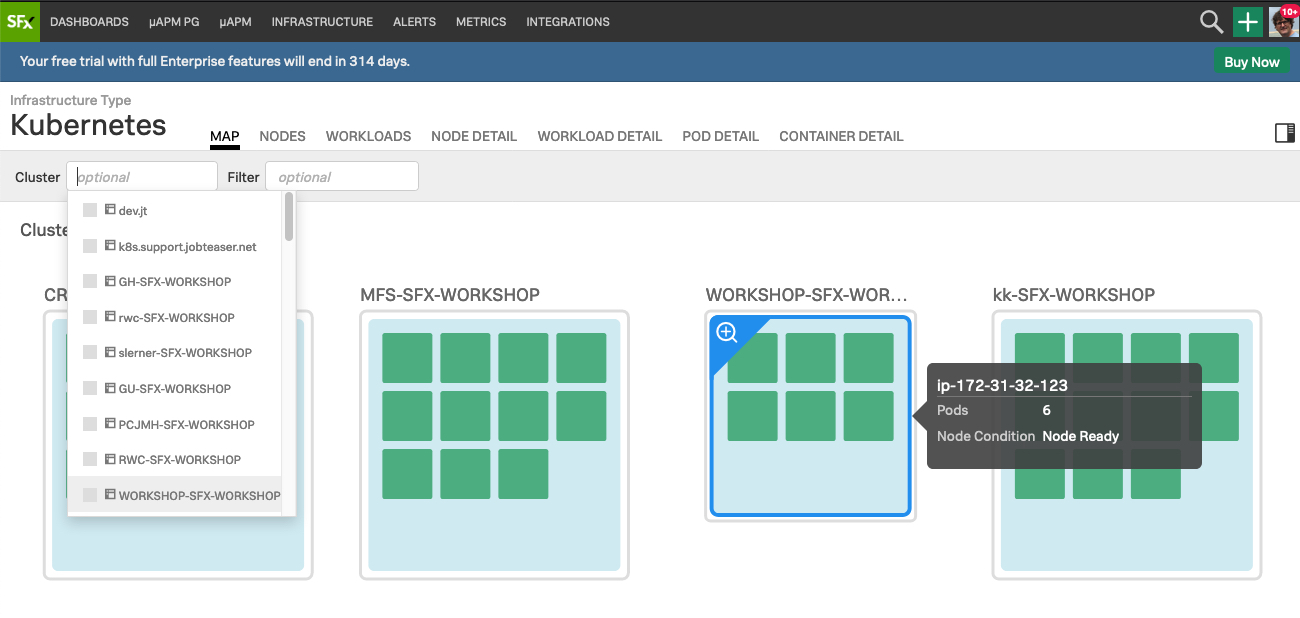 SFx DASHBOARDS µAPM PG µAPM INFRASTRUCTURE ALERTS METRICS INTEGRATIONS 10+
Your free trial with full Enterprise features will end in 314 days. Buy Now
Infrastructure Type
Kubernetes
MAP NODES WORKLOADS NODE DETAIL WORKLOAD DETAIL POD DETAIL CONTAINER DETAIL
Cluster optional Filter optional
dev.jt
k8s.support.jobteaser.net
GH-SFX-WORKSHOP
rwc-SFX-WORKSHOP
slerner-SFX-WORKSHOP
GU-SFX-WORKSHOP
PCJMH-SFX-WORKSHOP
RWC-SFX-WORKSHOP
WORKSHOP-SFX-WORKSHOP
Cluste
CR
MFS-SFX-WORKSHOP
WORKSHOP-SFX-WOR...
kk-SFX-WORKSHOP
ip-172-31-32-123
Pods 6
Node Condition Node Ready